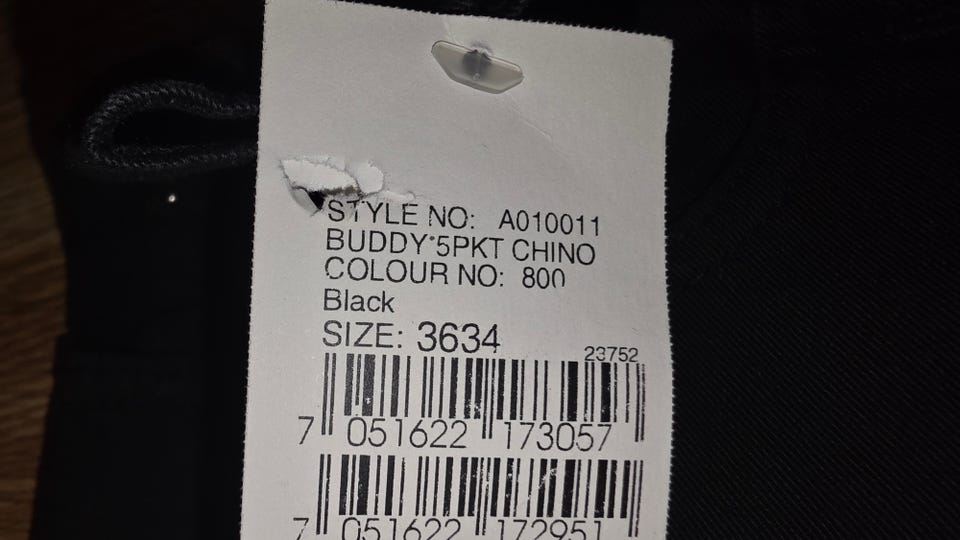 STYLE NO: A010011
BUDDY*5PKT CHINO
COLOUR NO: 800
Black
SIZE: 3634
23752
7 051622 173057
7 051622 172951